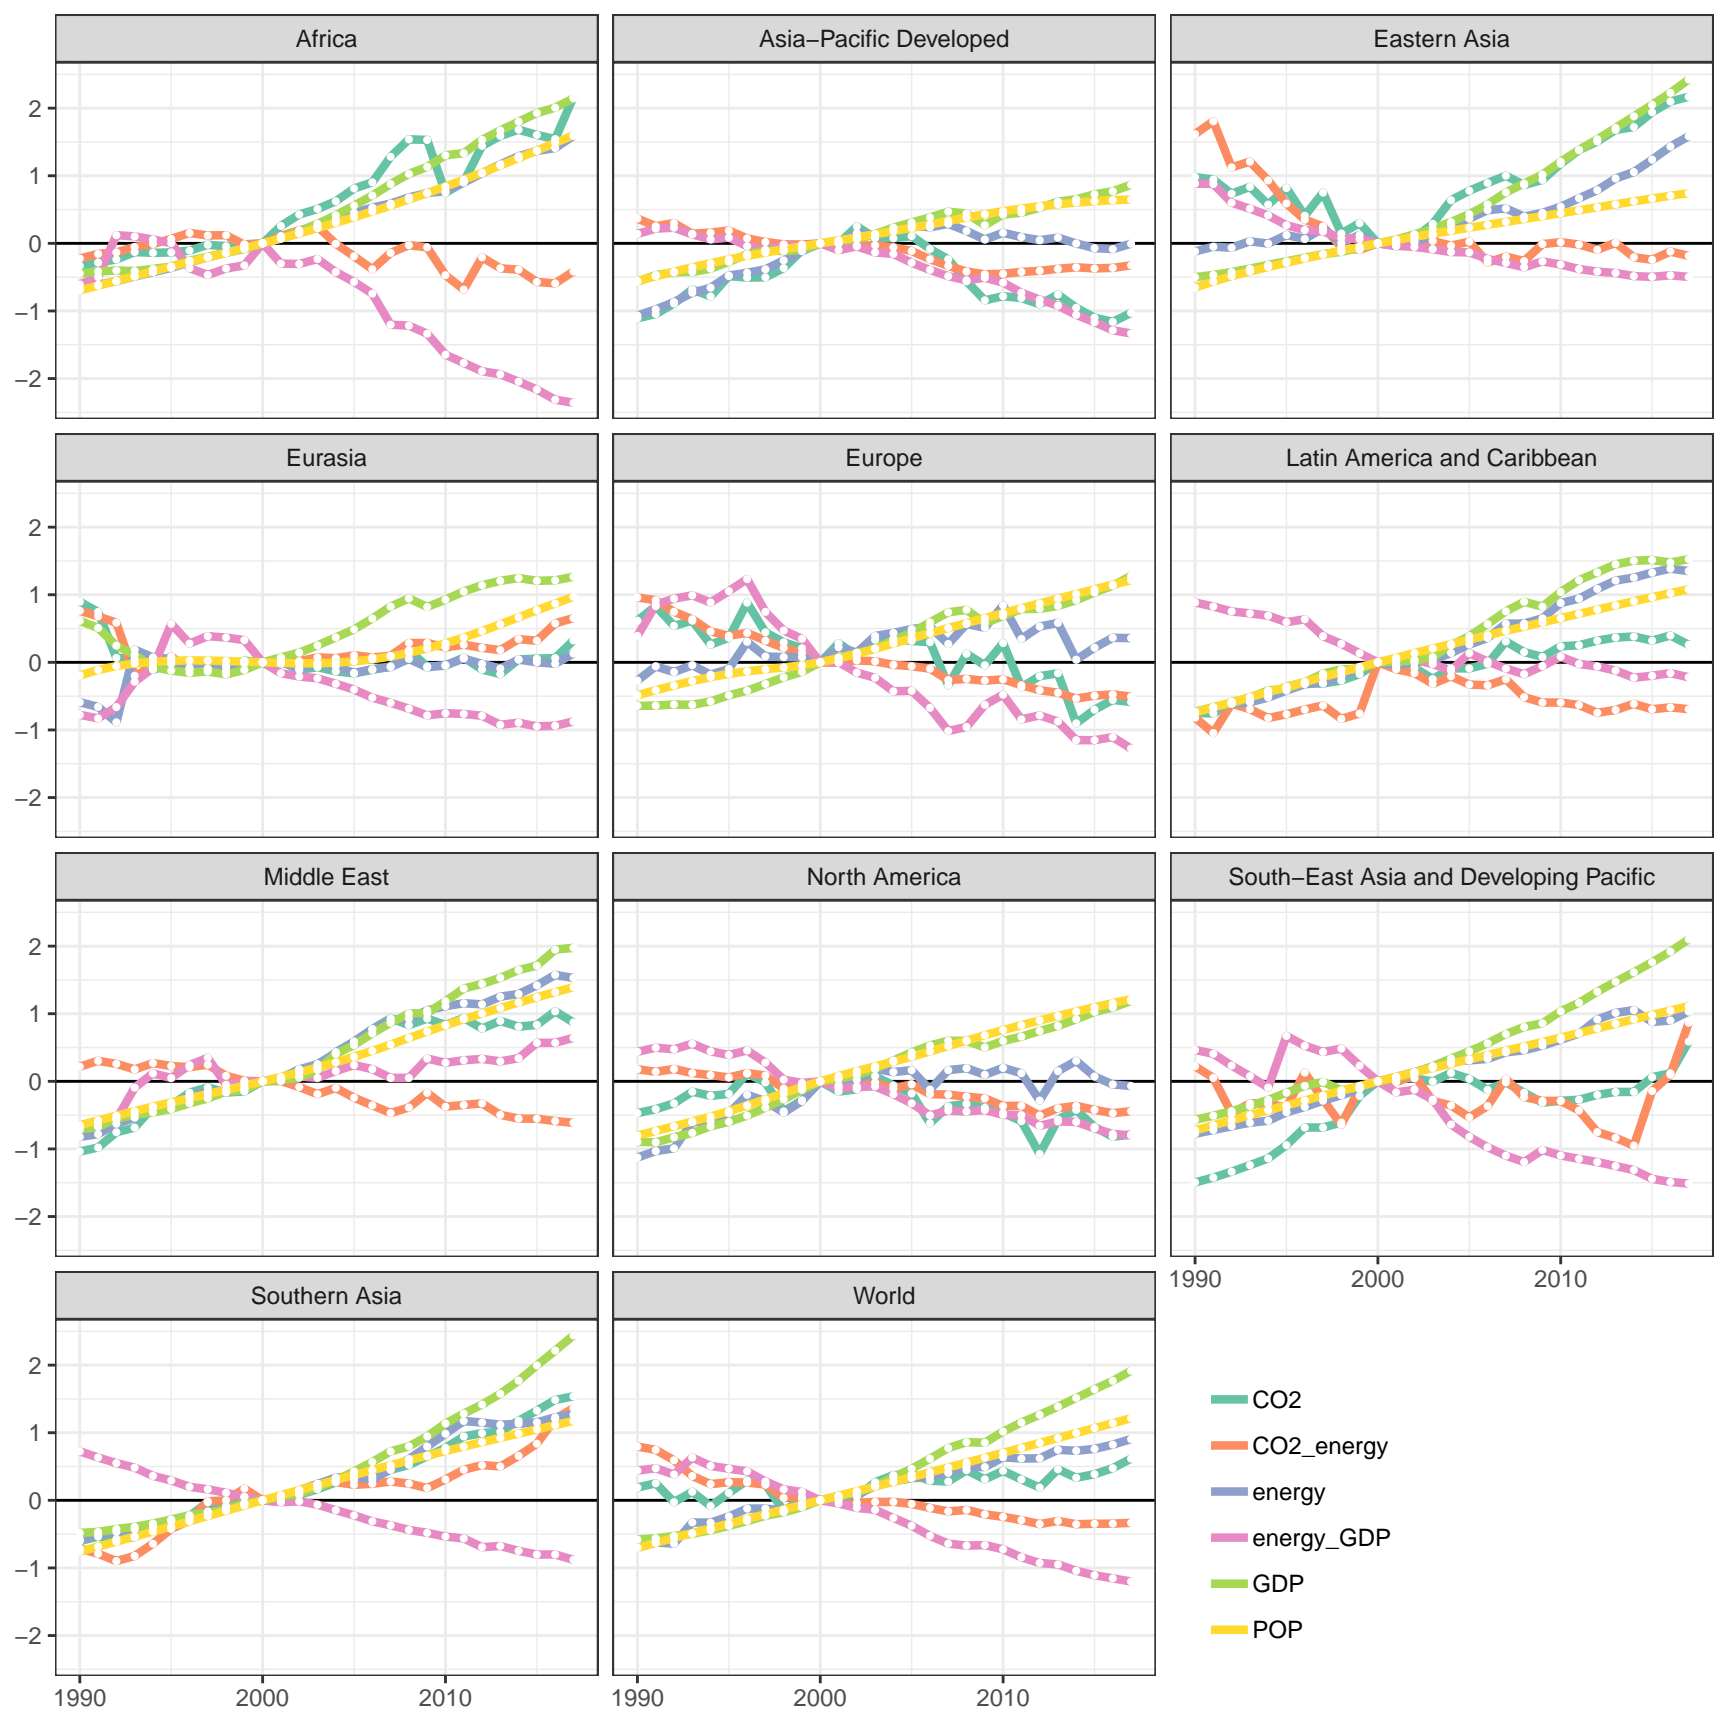 Africa
Asia−Pacific Developed
Eastern Asia
2
1
0
−1
−2
Eurasia
Europe
Latin America and Caribbean
2
1
0
−1
−2
Middle East
North America
South−East Asia and Developing Pacific
2
1
0
−1
−2
1990
2000
2010
Southern Asia
World
2
1
0
−1
−2
1990
2000
2010
1990
2000
2010
CO2
CO2_energy
energy
energy_GDP
GDP
POP